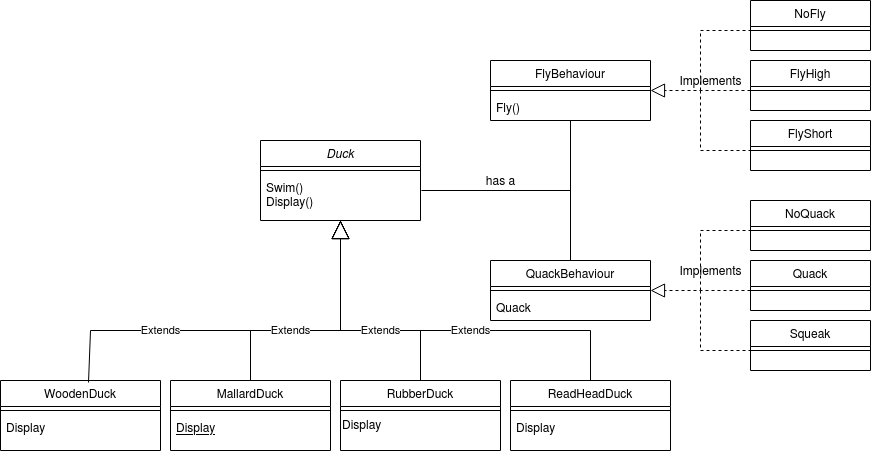 NoFly
FlyBehaviour
Fly()
Implements
FlyHigh
FlyShort
Duck
Swim()
Display()
has a
NoQuack
QuackBehaviour
Quack
Implements
Quack
Squeak
Extends
Extends
Extends
Extends
WoodenDuck
Display
MallardDuck
Display
RubberDuck
Display
ReadHeadDuck
Display